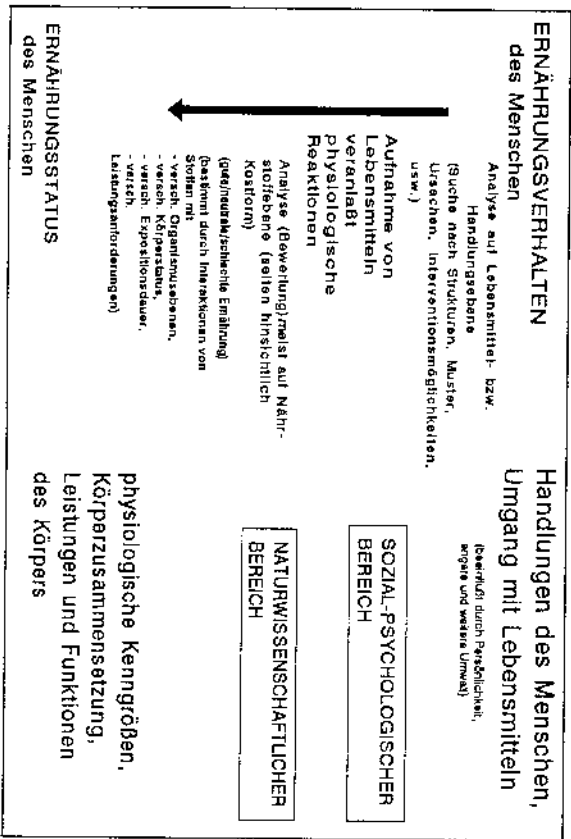 ERNÄHRUNGSVERHALTEN
des Menschen
Analyse auf Lebensmittel- bzw.
Handlungsebene
(Suche nach Strukturen, Muster,
Ursachen, Interventionsmöglichkeiten,
usw.)
Aufnahme von
Lebensmitteln
veranlaßt
physiologische
Reaktionen
Analyse (Bewertung) meist auf Nähr-
stoffebene (selten hinsichtlich
Kostform)
(gute/neutrale/schlechte Ernährung)
(bestimmt durch Interaktionen von
Stoffen mit
- versch. Organismusebenen,
- versch. Körperstatus,
- versch. Expositionsdauer,
- versch.
Leistungsanforderungen)
ERNÄHRUNGSSTATUS
des Menschen
Handlungen des Menschen,
Umgang mit Lebensmitteln
(beeinflußt durch Persönlichkeit,
engere und weitere Umwelt)
SOZIAL-PSYCHOLOGISCHER
BEREICH
NATURWISSENSCHAFTLICHER
BEREICH
physiologische Kenngrößen,
Körperzusammensetzung,
Leistungen und Funktionen
des Körpers